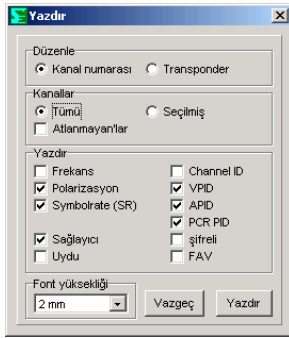 Yazdır
Düzenle
Kanal numarası Transponder
Kanallar
Tümü Seçilmiş
Atlanmayan'lar
Yazdır
Frekans Channel ID
Polarizasyon VPID
Symbolrate (SR) APID
PCR PID
Sağlayıcı şifreli
Uydu FAV
Font yüksekliği
2 mm Vazgeç Yazdır